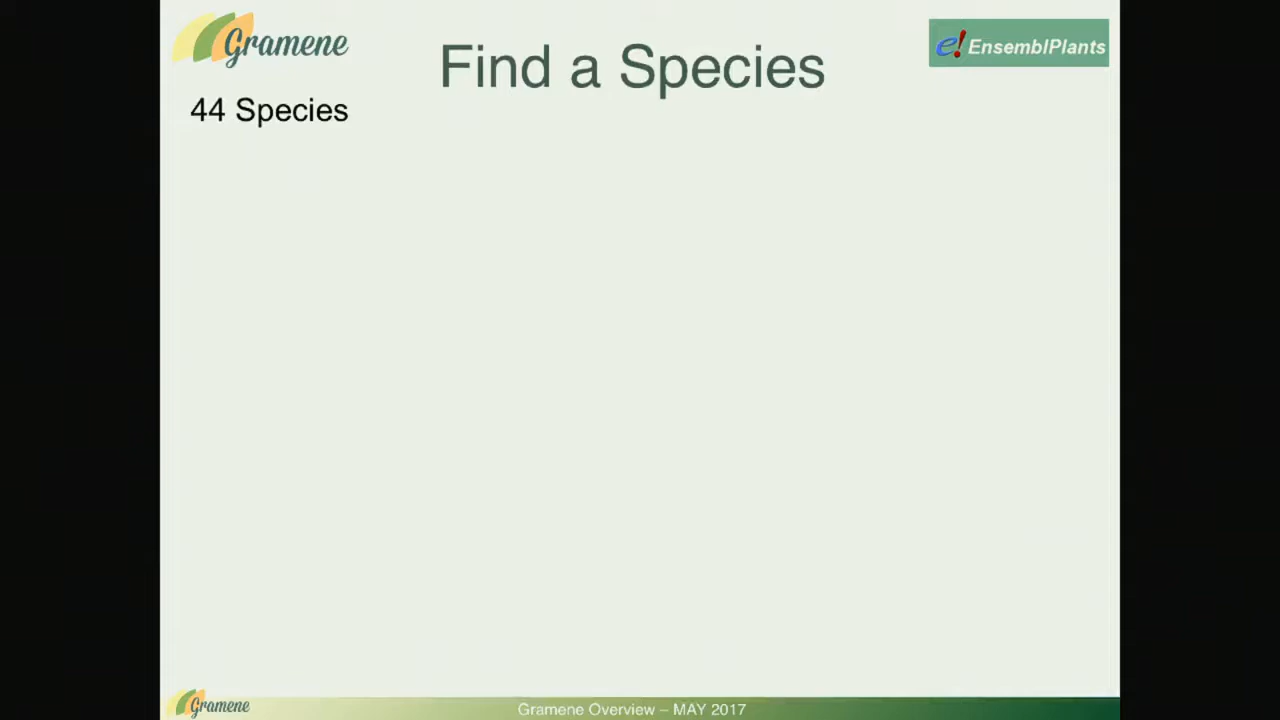 Gramene
Find a Species
e! EnsemblPlants
44 Species
Gramene
Gramene Overview – MAY 2017